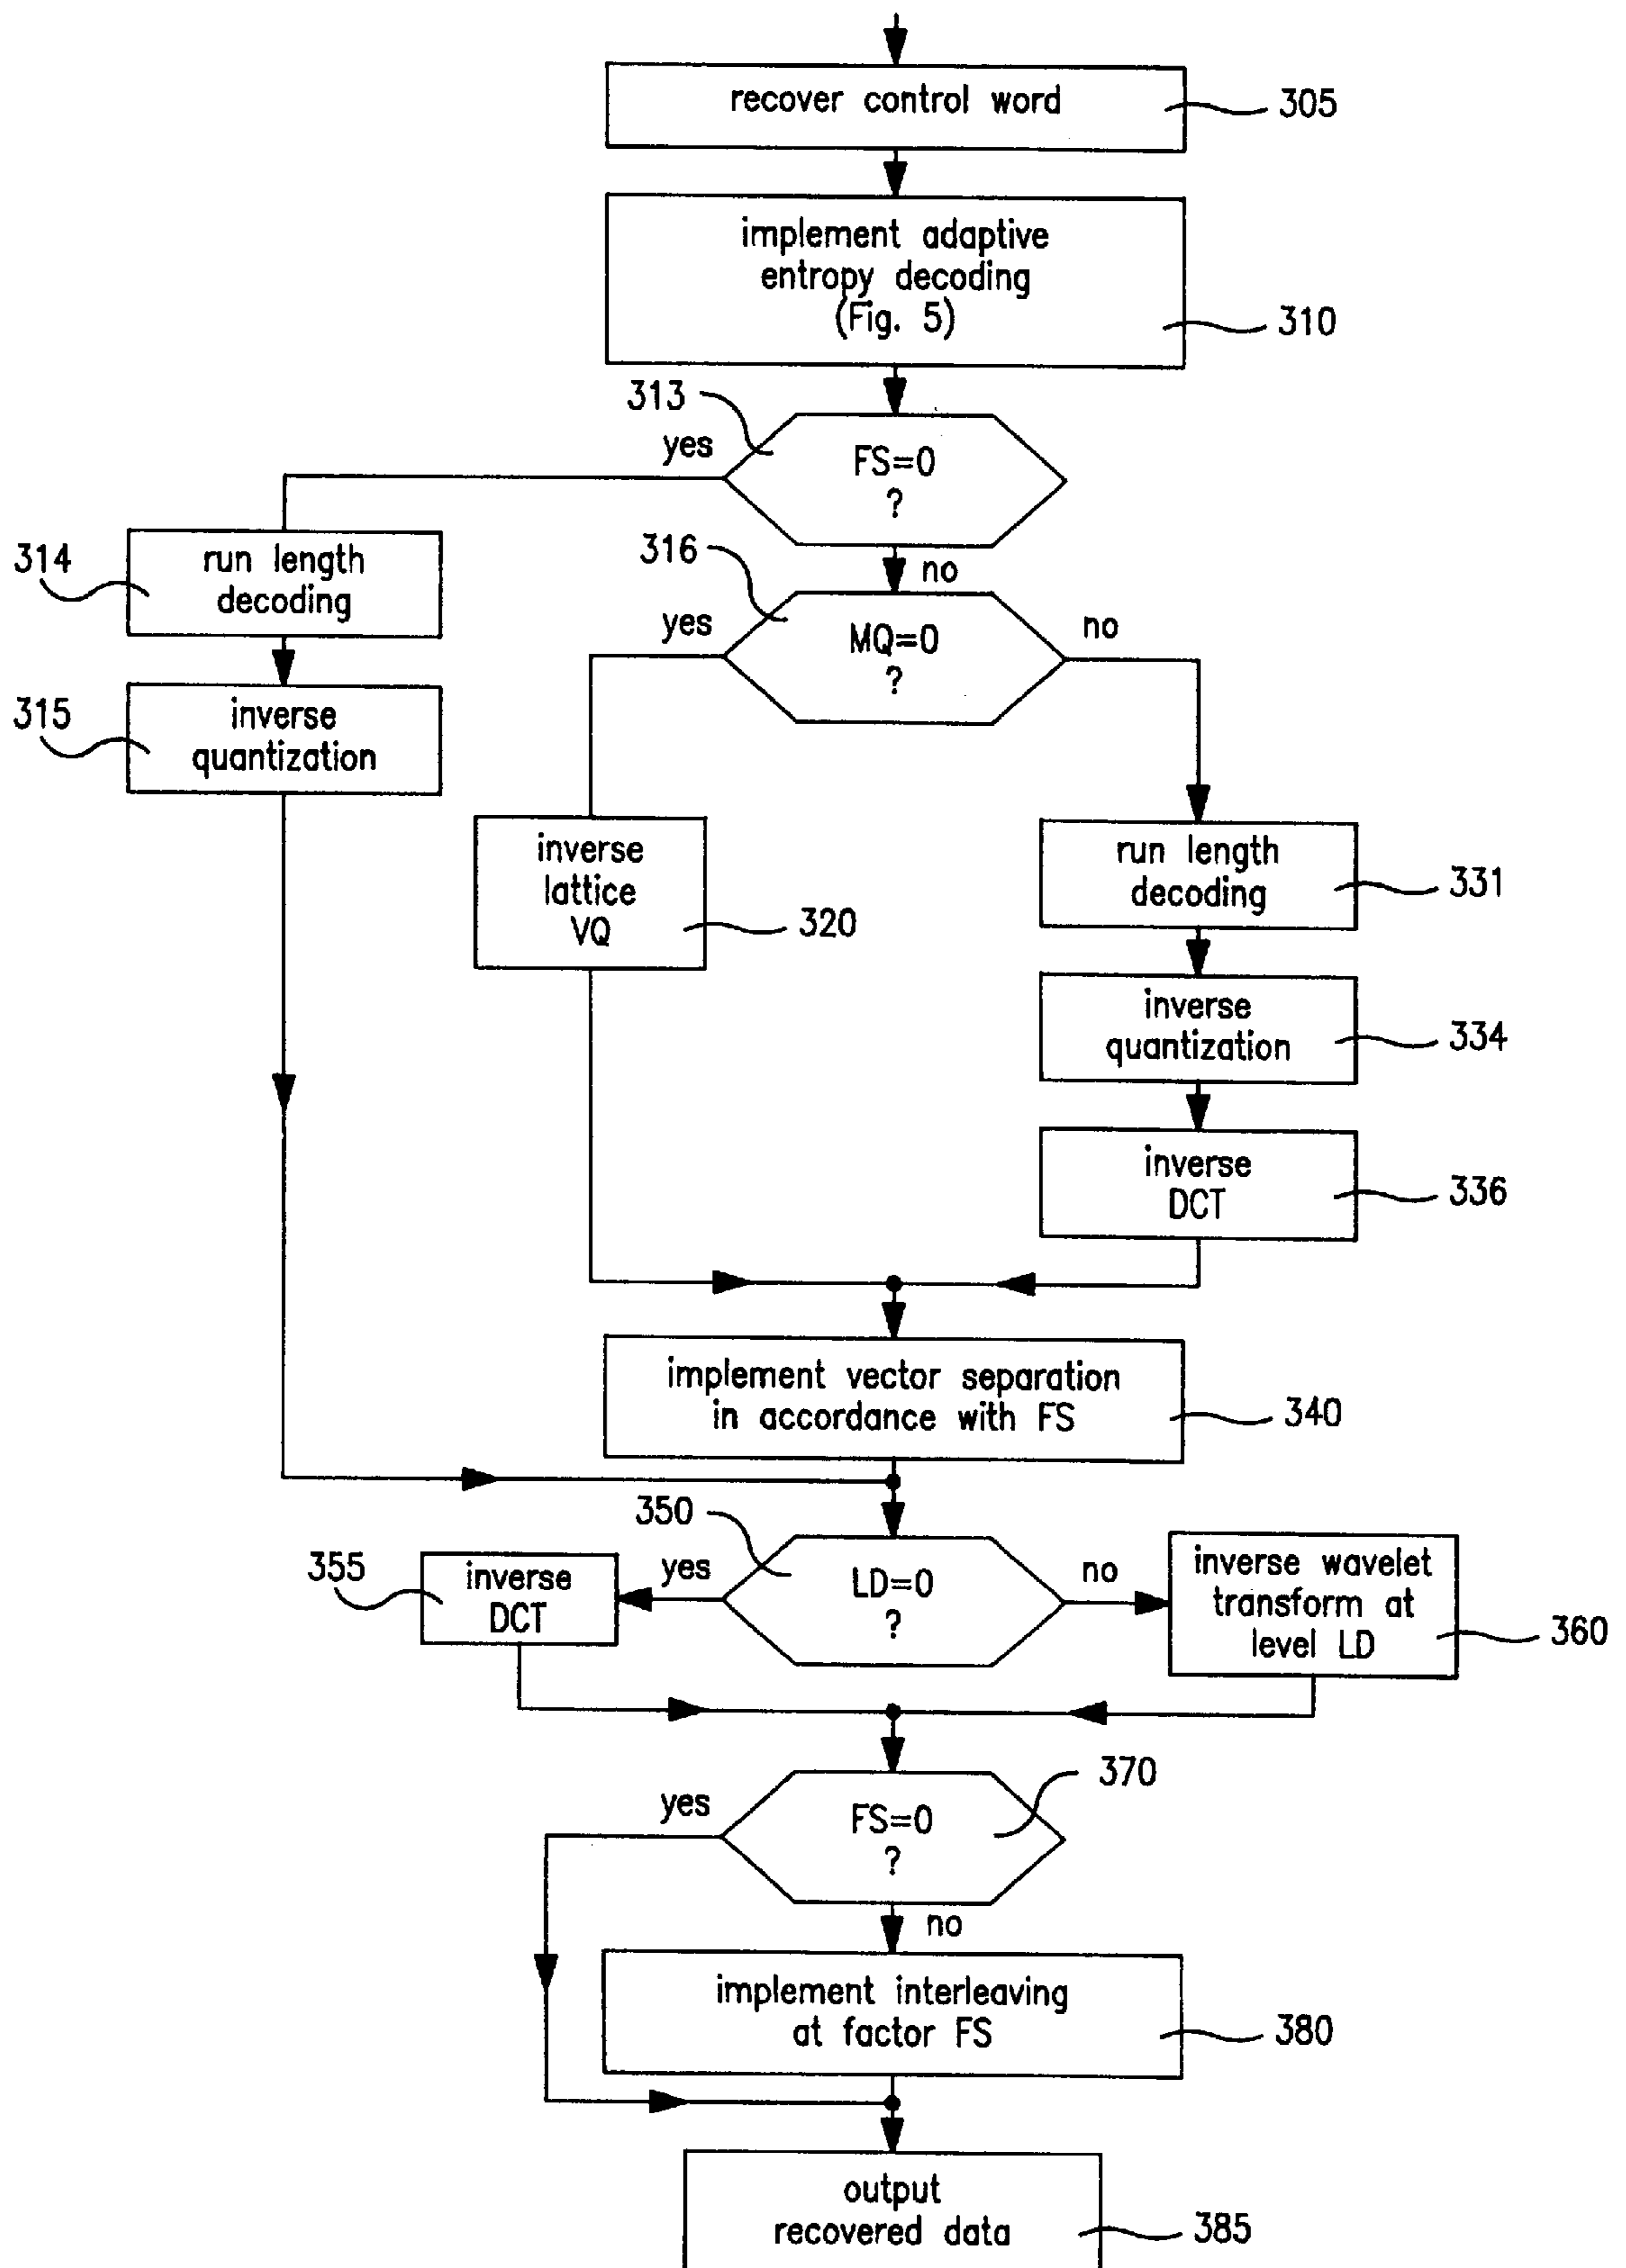 recover control word
305
implement adaptive
entropy decoding
(Fig. 5)
310
313
yes
FS=0
?
no
314
run length
decoding
316
yes
MQ=0
?
no
315
inverse
quantization
inverse
lattice
VQ
320
run length
decoding
331
inverse
quantization
334
inverse
DCT
336
implement vector separation
in accordance with FS
340
350
355
inverse
DCT
yes
LD=0
?
no
inverse wavelet
transform at
level LD
360
370
yes
FS=0
?
no
implement interleaving
at factor FS
380
output
recovered data
385